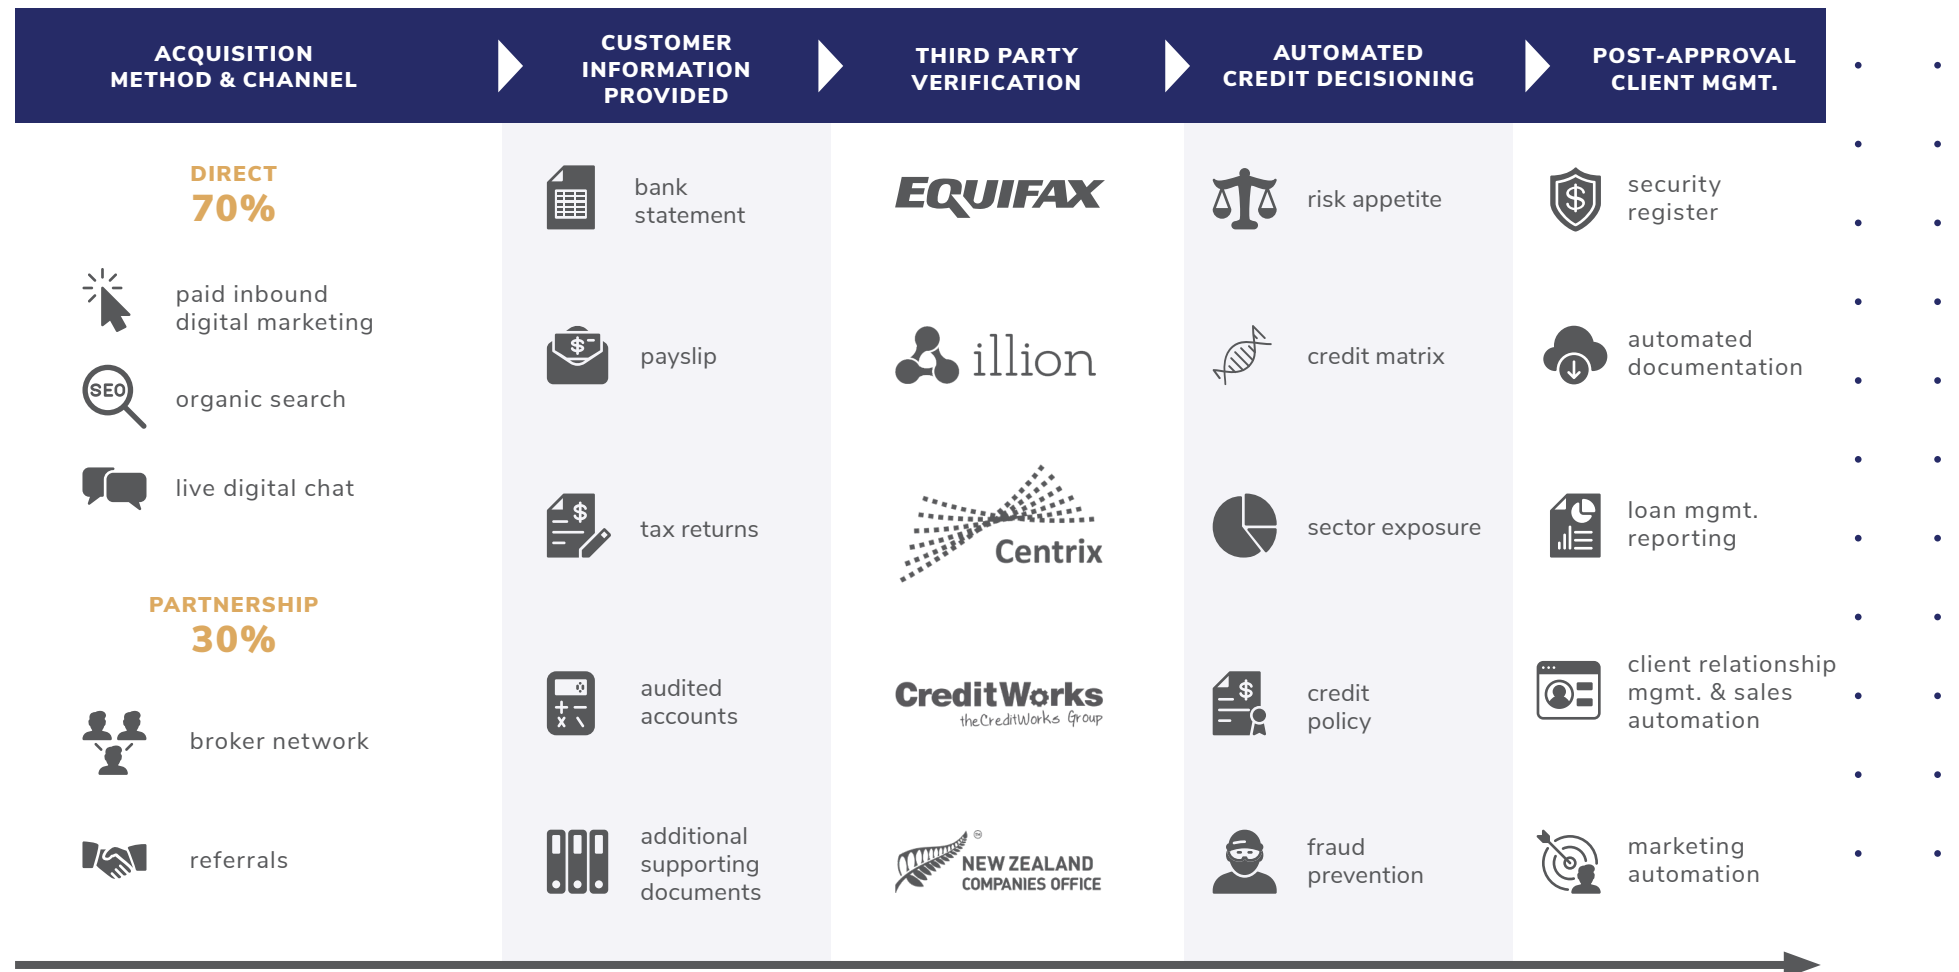 ACQUISITION
METHOD & CHANNEL
CUSTOMER
INFORMATION
PROVIDED
THIRD PARTY
VERIFICATION
AUTOMATED
CREDIT DECISIONING
POST-APPROVAL
CLIENT MGMT.
DIRECT
70%
paid inbound
digital marketing
SEO
organic search
live digital chat
PARTNERSHIP
30%
broker network
referrals
bank
statement
$
payslip
$
tax returns
0
audited
accounts
additional
supporting
documents
EQUIFAX
illion
Centrix
CreditWorks
theCreditWorks Group
NEW ZEALAND
COMPANIES OFFICE
risk appetite
credit matrix
sector exposure
$
credit
policy
fraud
prevention
$
security
register
automated
documentation
loan mgmt.
reporting
client relationship
mgmt. & sales
automation
marketing
automation